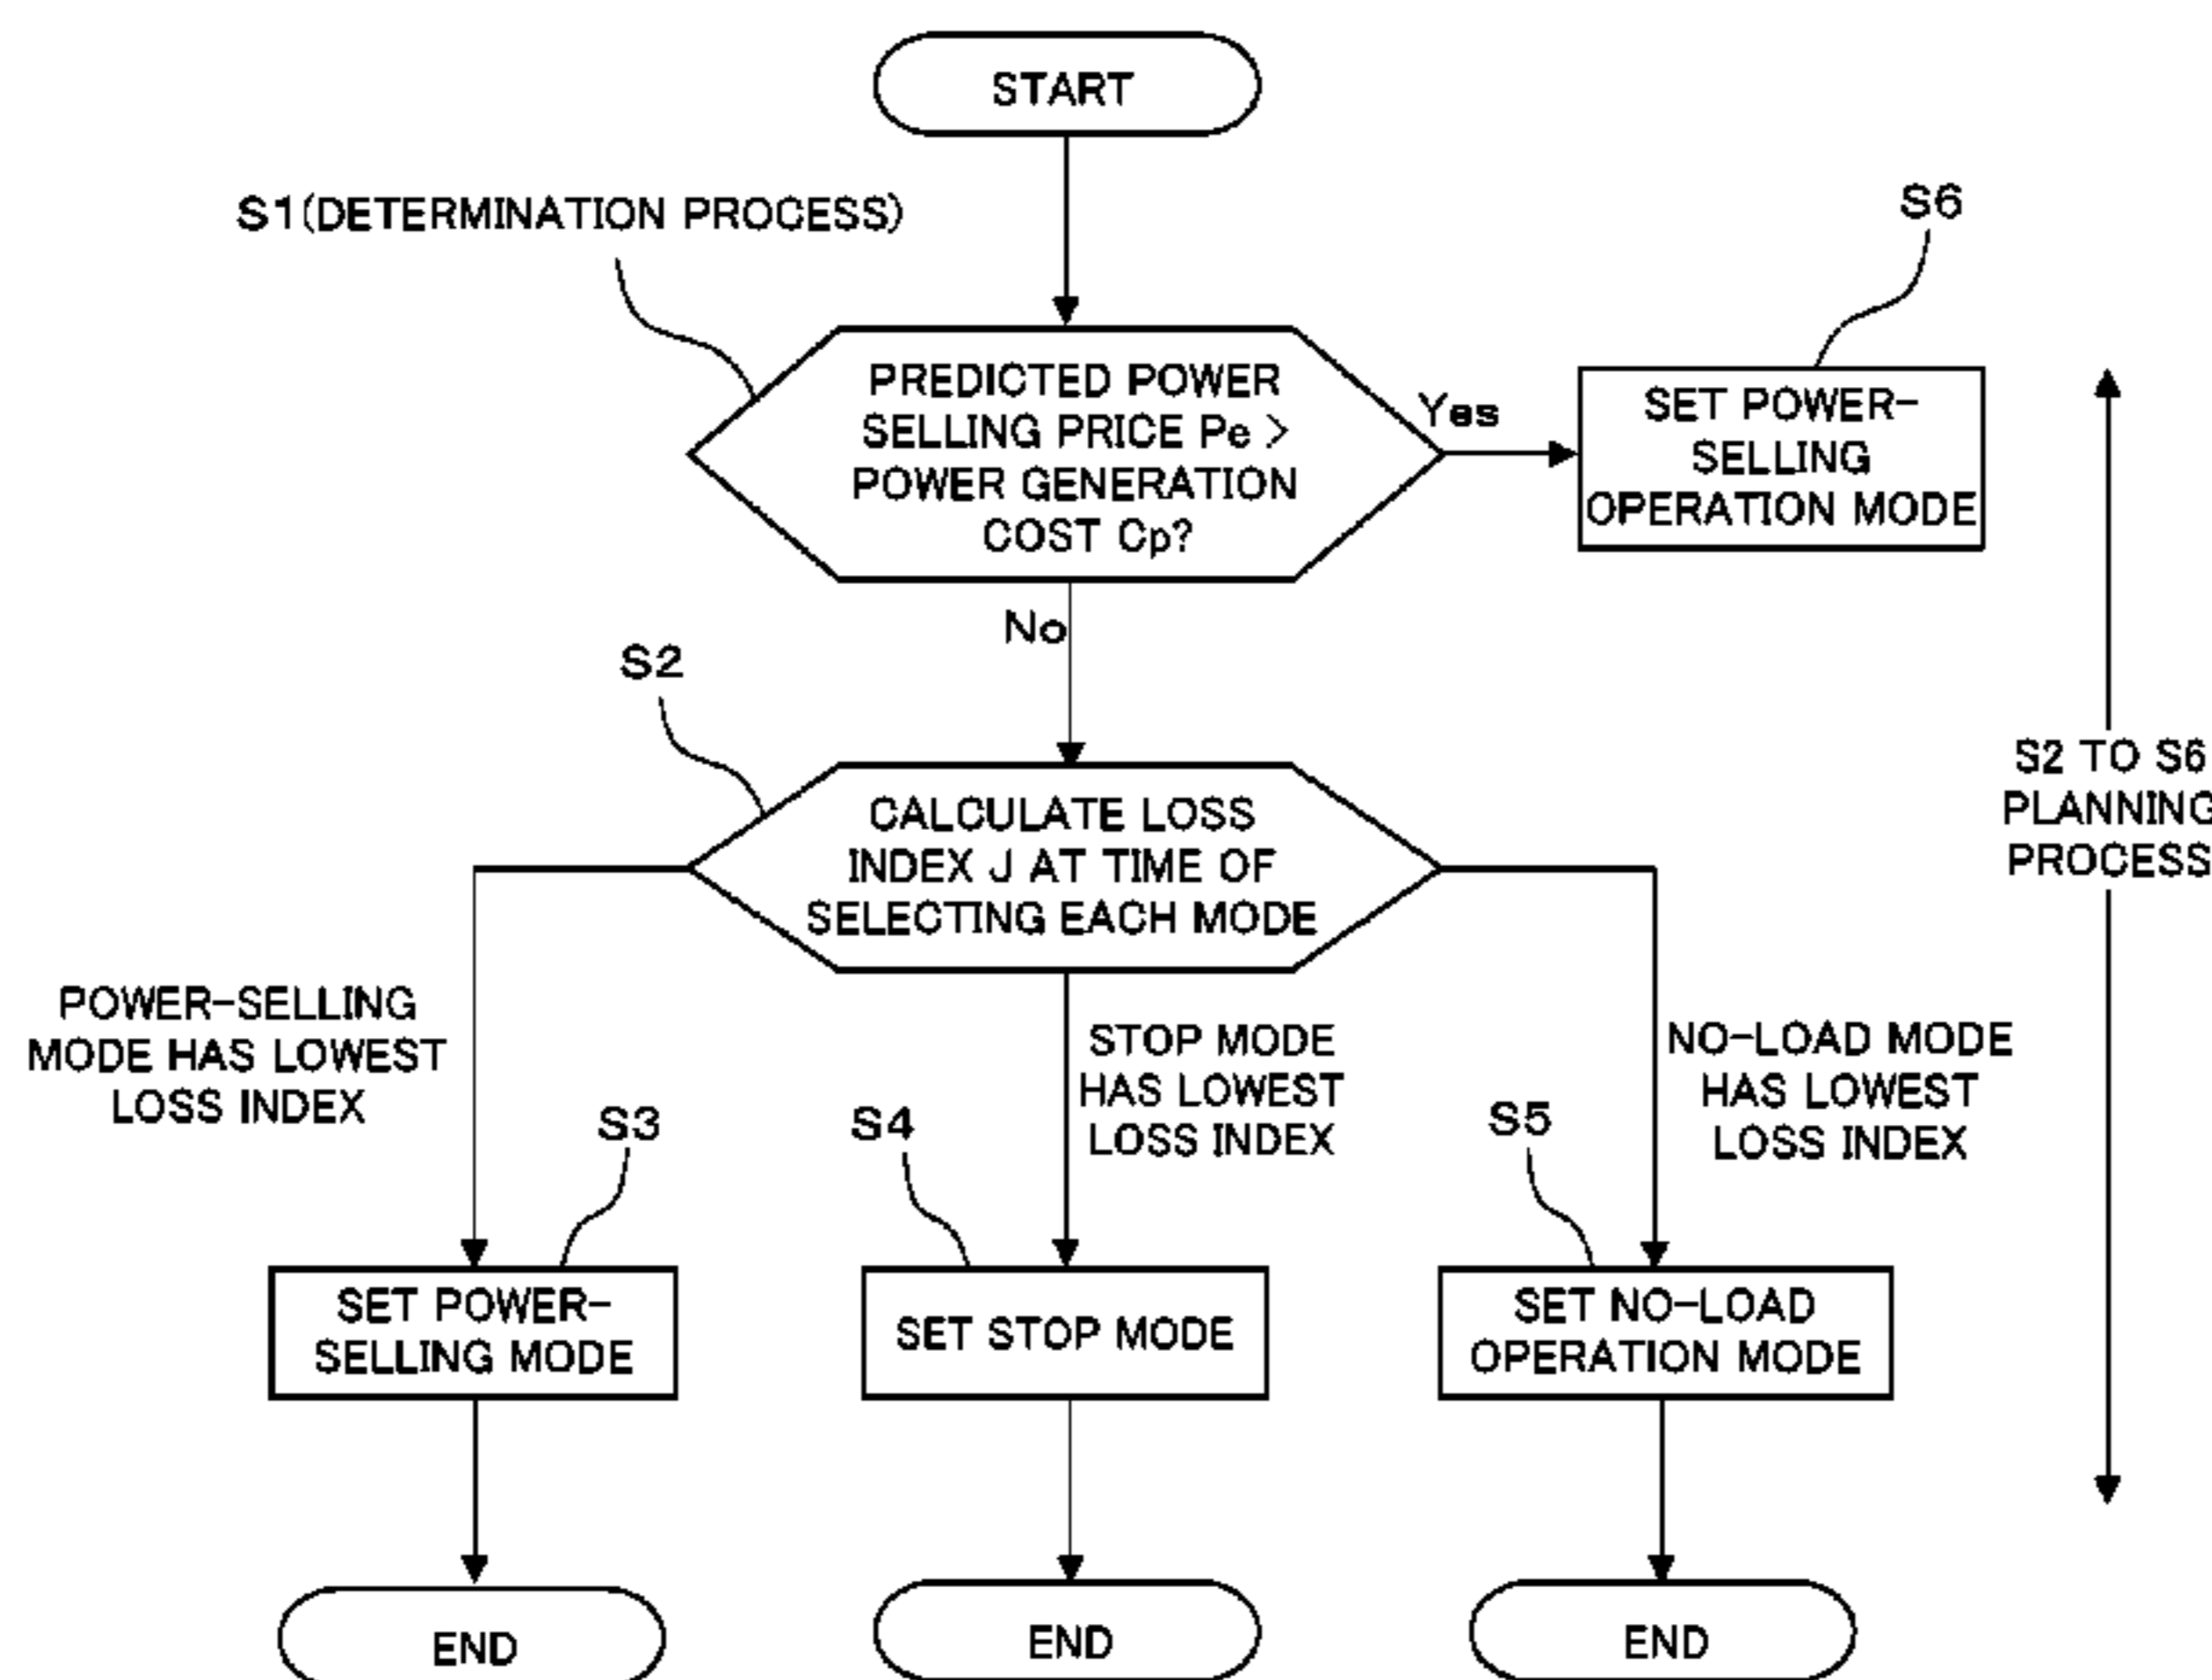 START
S1(DETERMINATION PROCESS)
S6
PREDICTED POWER
SELLING PRICE Pe >
POWER GENERATION
COST Cp?
Yes
SET POWER-
SELLING
OPERATION MODE
No
S2
CALCULATE LOSS
INDEX J AT TIME OF
SELECTING EACH MODE
S2 TO S6
PLANNING
PROCESS
POWER-SELLING
MODE HAS LOWEST
LOSS INDEX
STOP MODE
HAS LOWEST
LOSS INDEX
NO-LOAD MODE
HAS LOWEST
LOSS INDEX
S3
S4
S5
SET POWER-
SELLING MODE
SET STOP MODE
SET NO-LOAD
OPERATION MODE
END
END
END